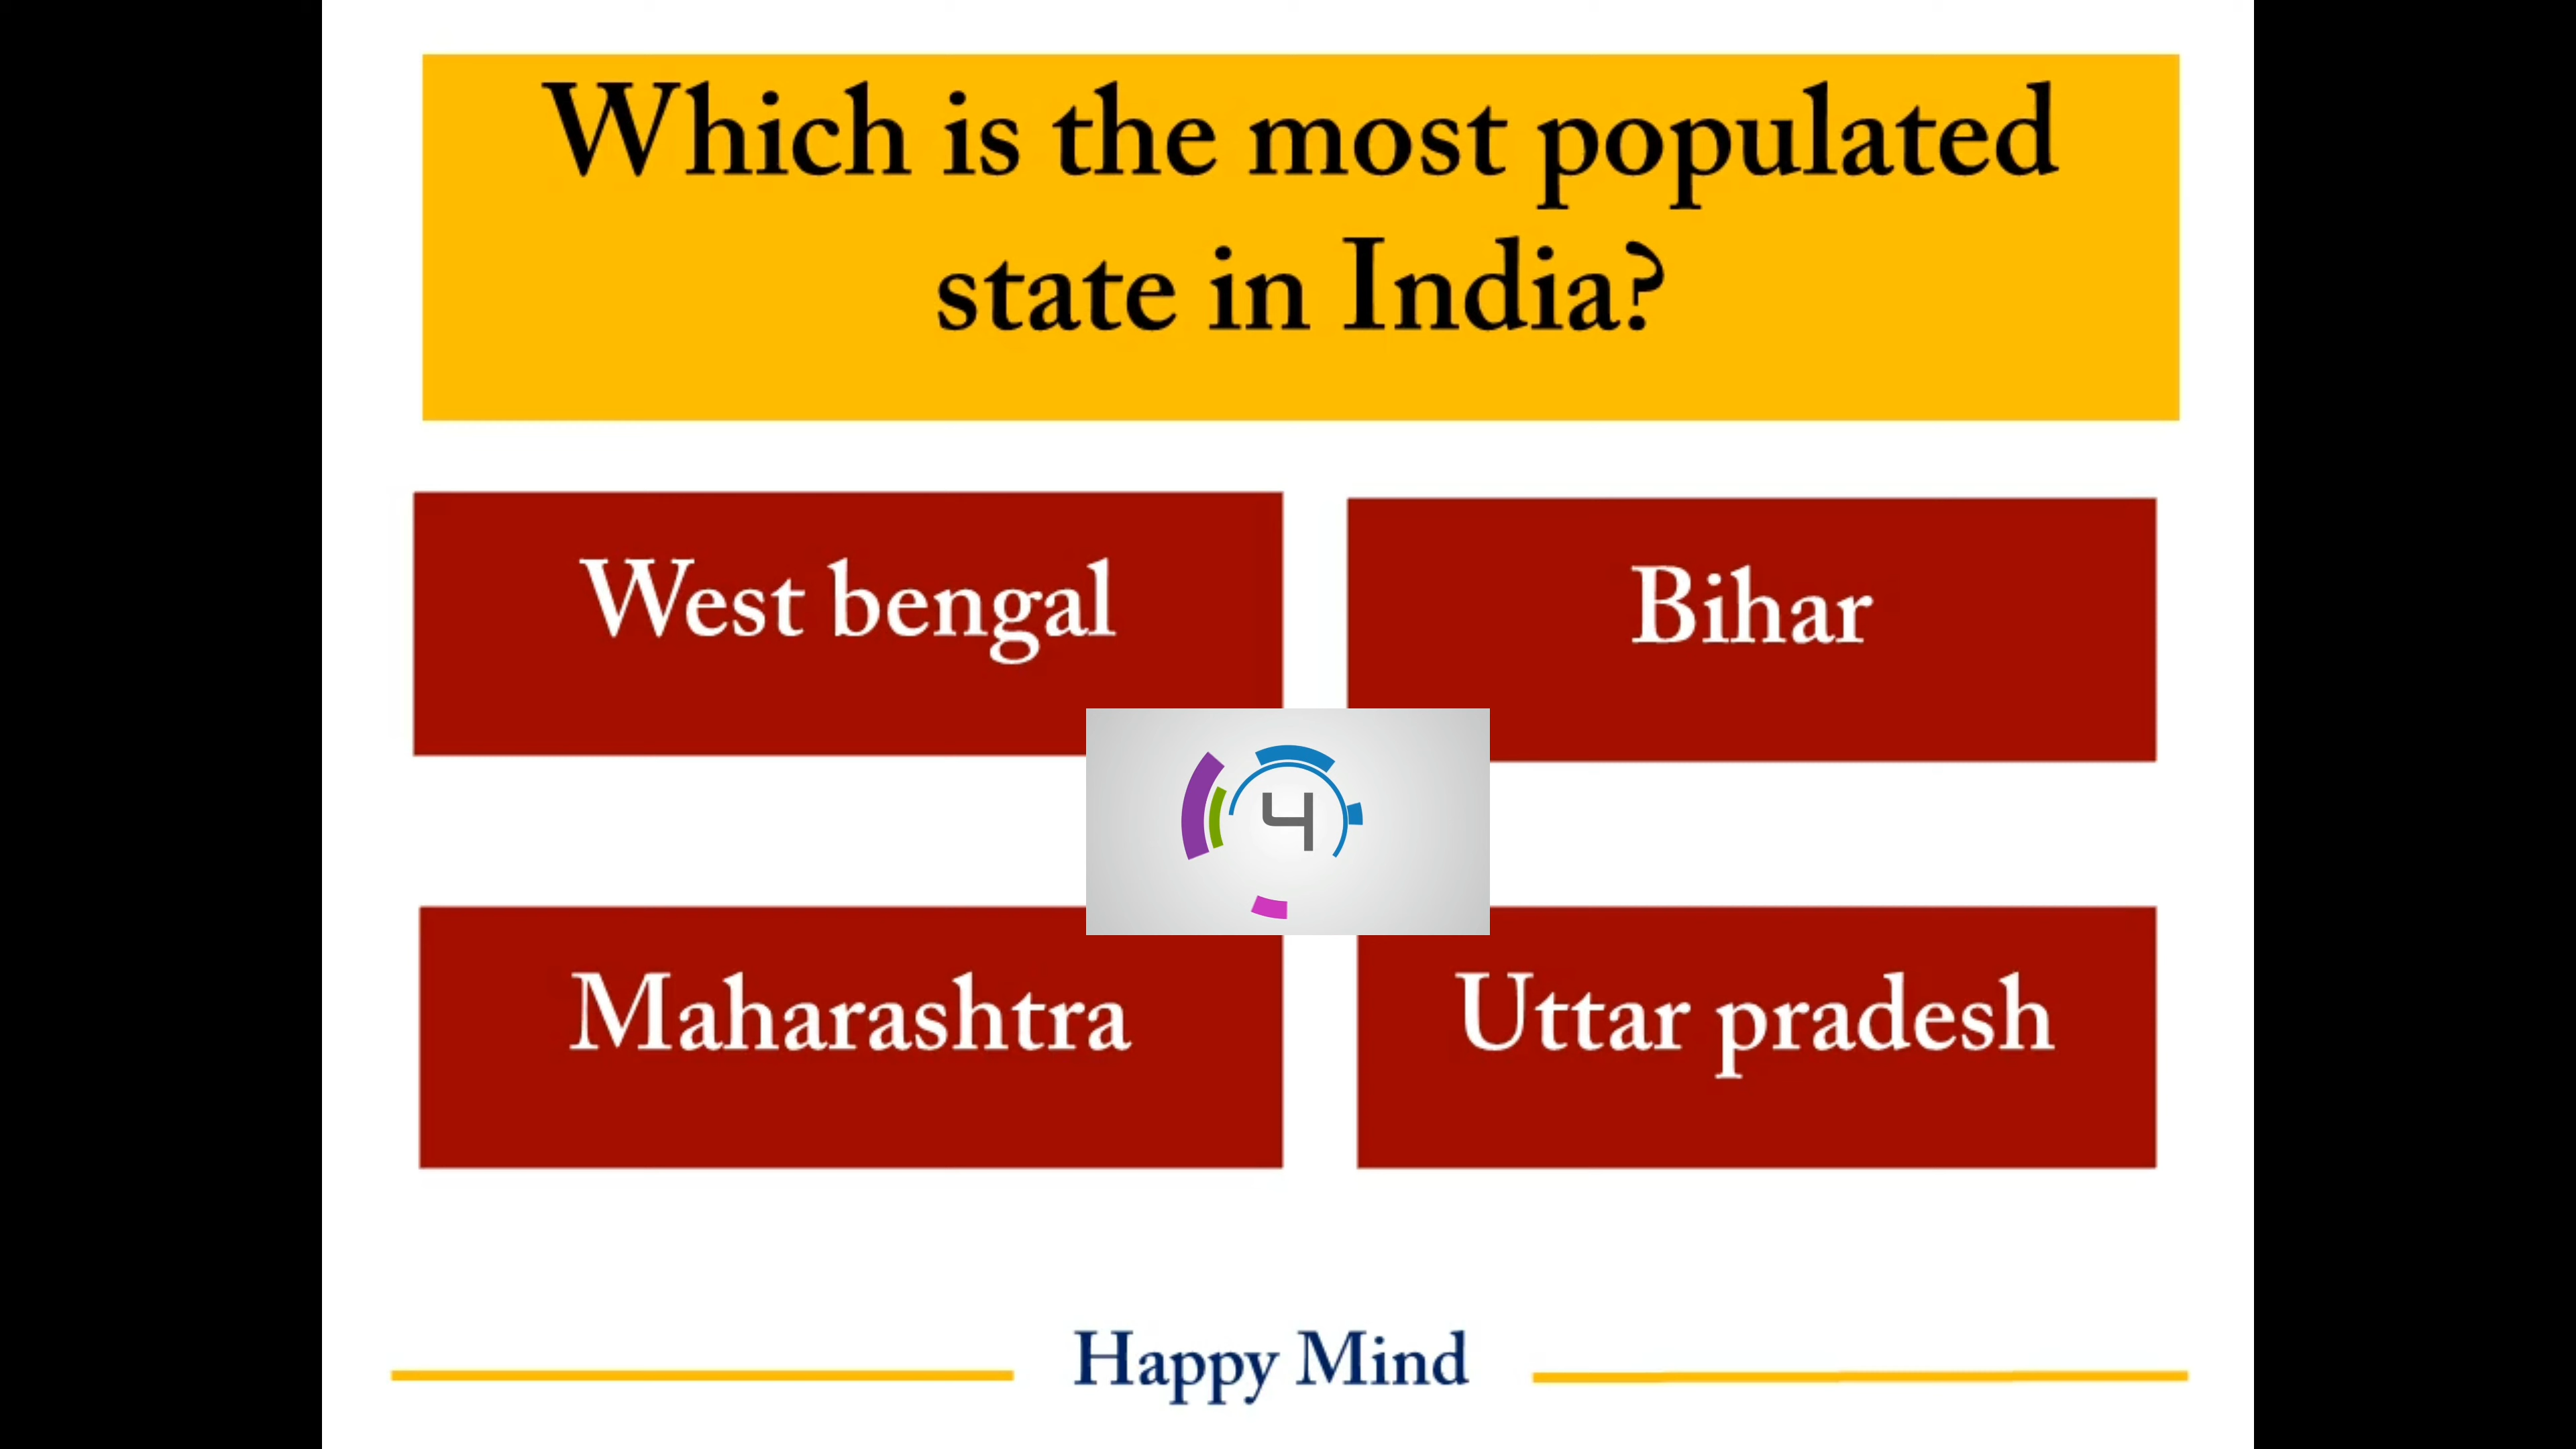 Which is the most populated
state in India?
West bengal
Bihar
4
Maharashtra
Uttar pradesh
Happy Mind